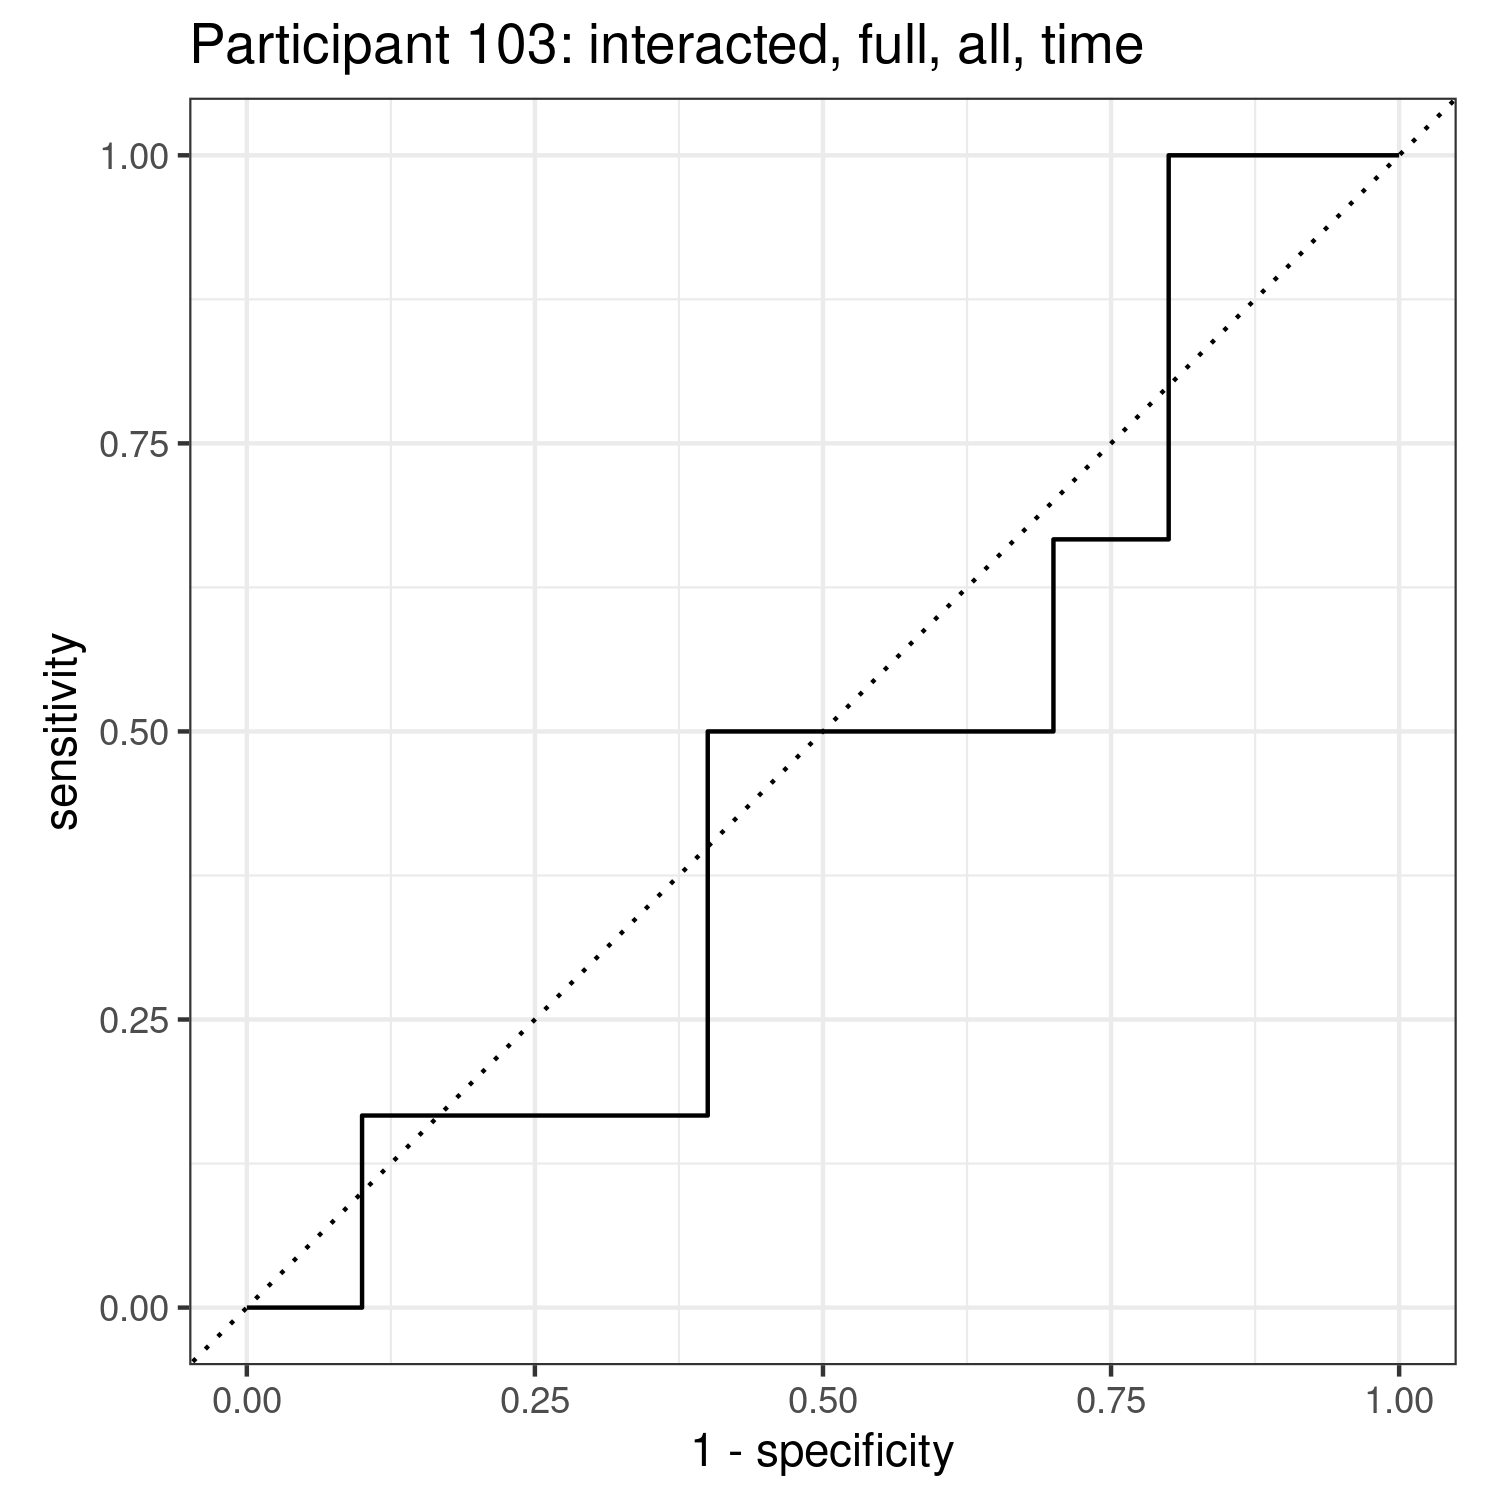 Participant 103: interacted, full, all, time
1.00
0.75
0.50
0.25
0.00
sensitivity
0.00 0.25 0.50 0.75 1.00
1 - specificity